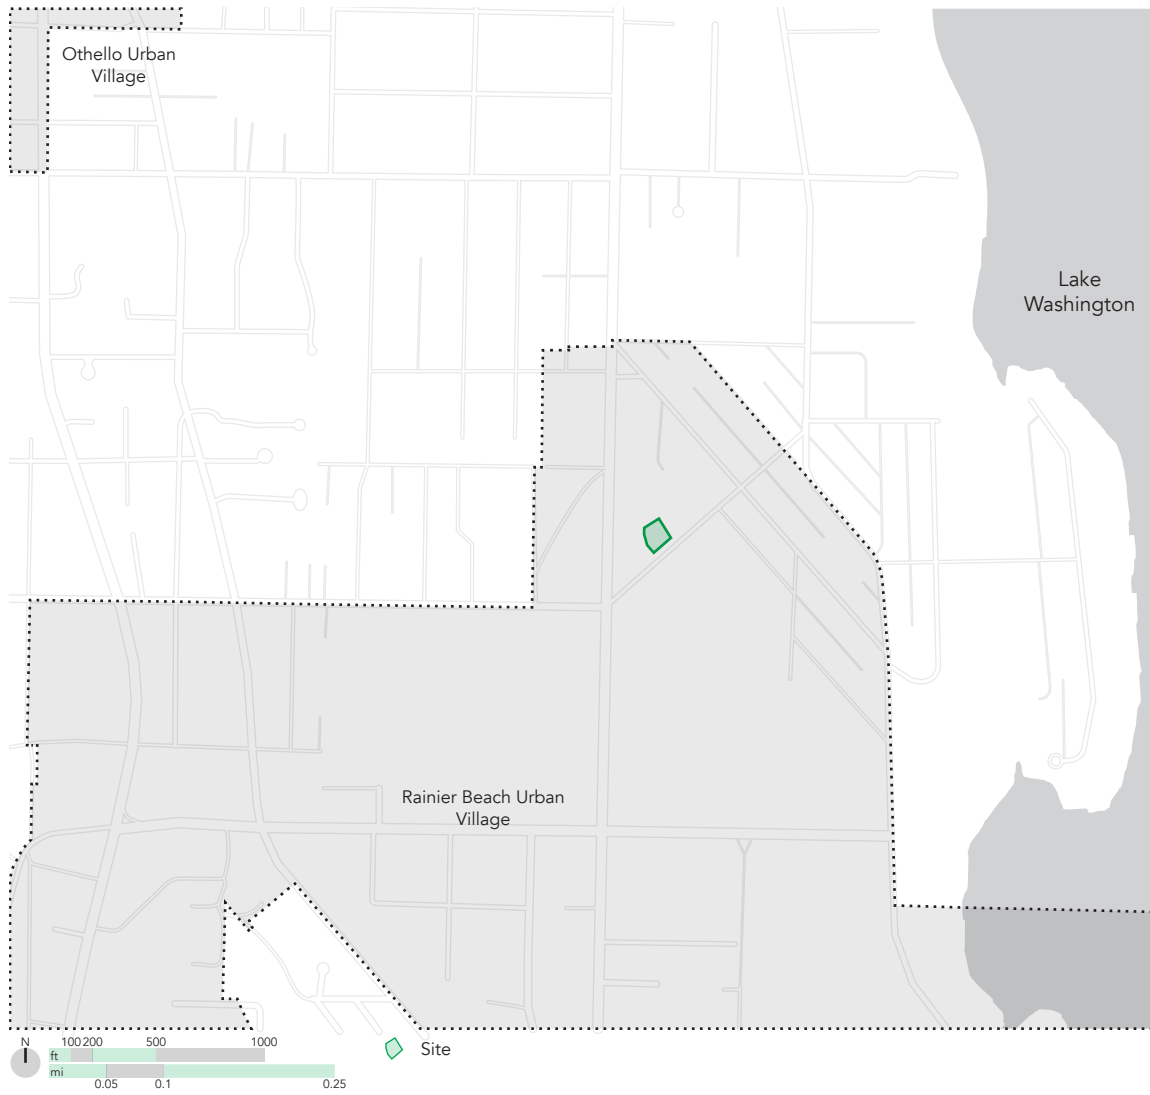 Othello Urban
Village
Lake
Washington
Rainier Beach Urban
Village
N
100 200 500 1000
ft
mi
0.05 0.1 0.25
Site